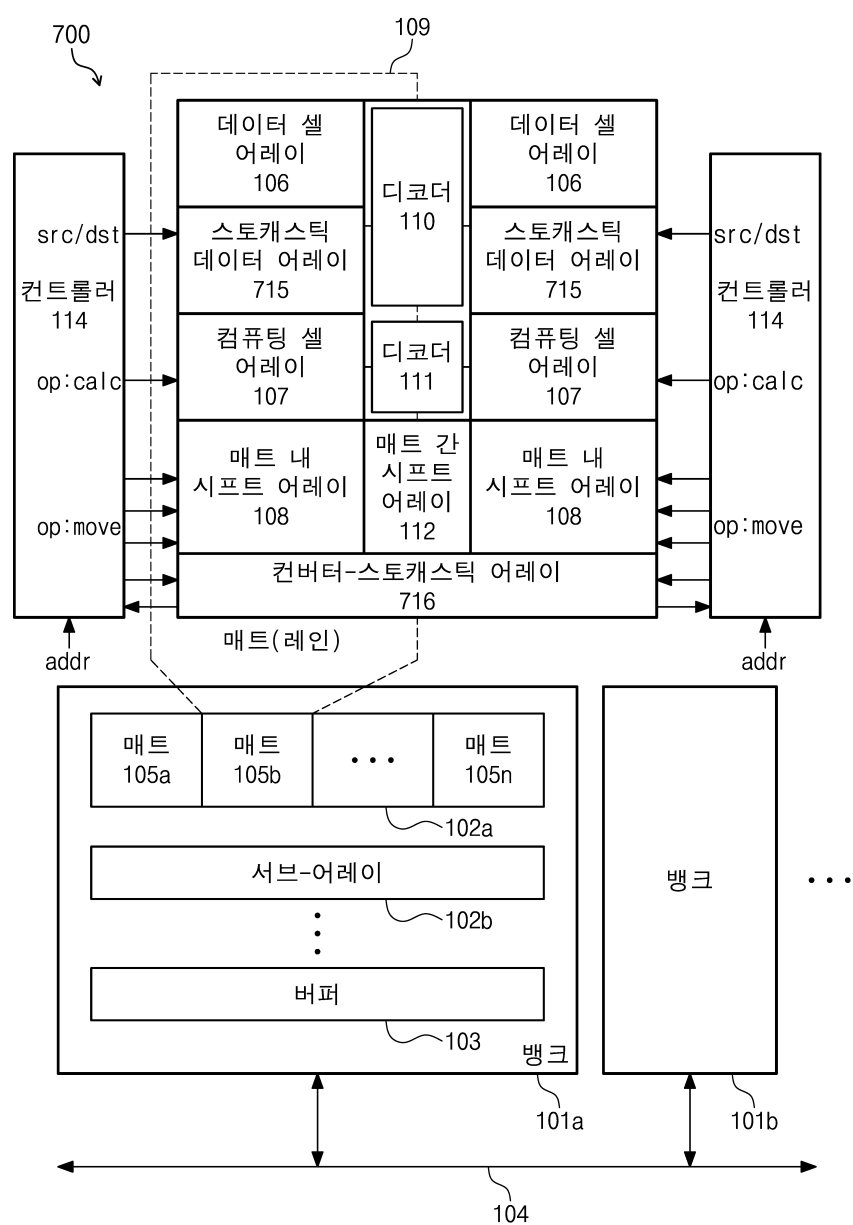 700
109
데이터 셀
어레이
106
디코더
110
데이터 셀
어레이
106
src/dst
컨트롤러
114
op:calc
op:move
addr
스토캐스틱
데이터 어레이
715
스토캐스틱
데이터 어레이
715
src/dst
컨트롤러
114
op:calc
op:move
addr
컴퓨팅 셀
어레이
107
디코더
111
컴퓨팅 셀
어레이
107
매트 내
시프트 어레이
108
매트 간
시프트
어레이
112
매트 내
시프트 어레이
108
컨버터-스토캐스틱 어레이
716
매트(레인)
매트
105a
매트
105b
• • •
매트
105n
102a
서브-어레이
102b
버퍼
103
뱅크
101a
뱅크
101b
• • •
104